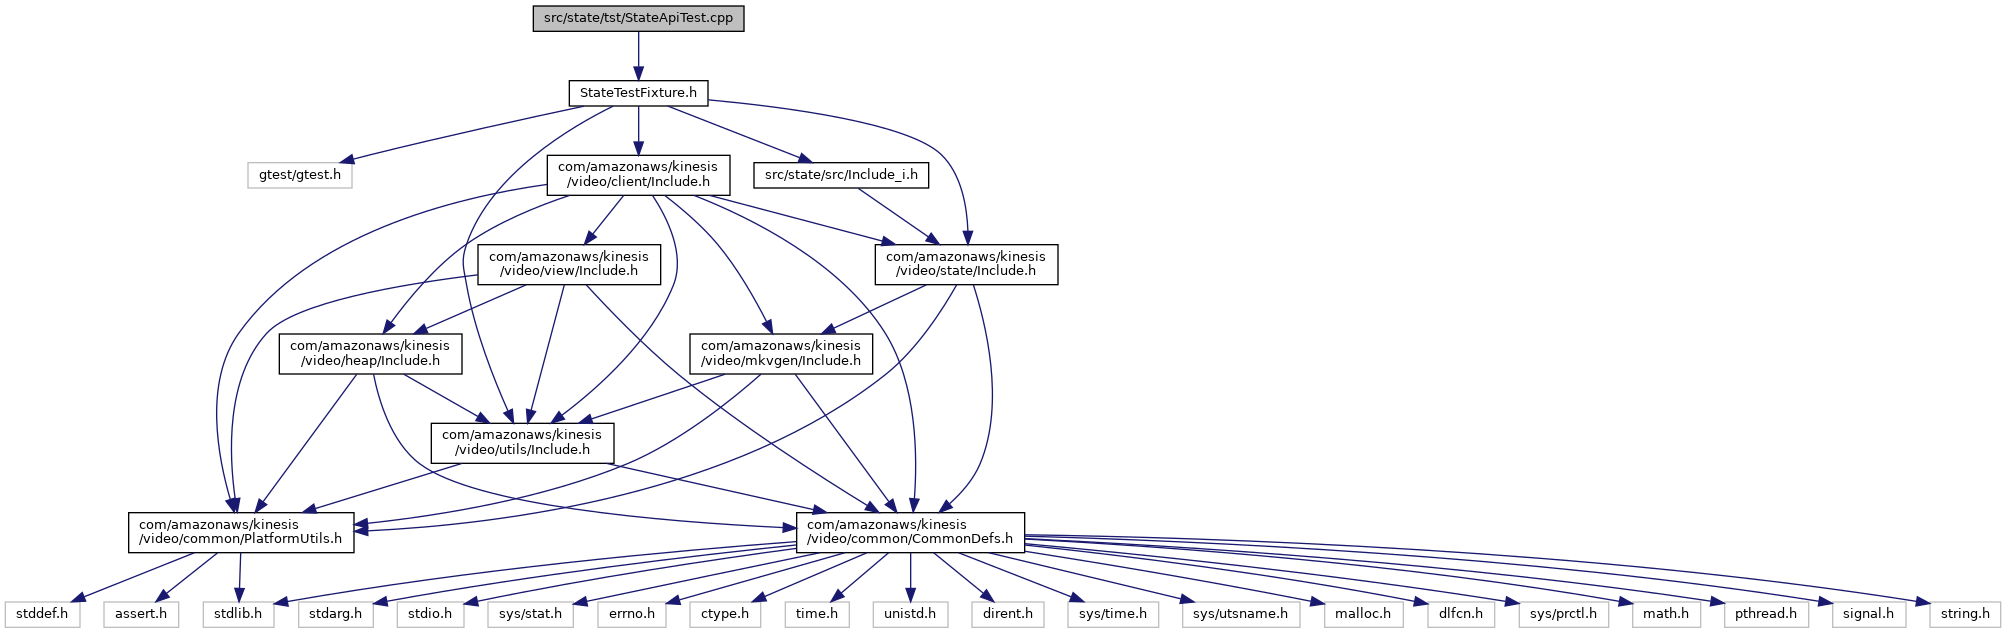 src/state/tst/StateApiTest.cpp
StateTestFixture.h
gtest/gtest.h
com/amazonaws/kinesis
/video/client/Include.h
src/state/src/Include_i.h
com/amazonaws/kinesis
/video/view/Include.h
com/amazonaws/kinesis
/video/state/Include.h
com/amazonaws/kinesis
/video/heap/Include.h
com/amazonaws/kinesis
/video/mkvgen/Include.h
com/amazonaws/kinesis
/video/utils/Include.h
com/amazonaws/kinesis
/video/common/PlatformUtils.h
com/amazonaws/kinesis
/video/common/CommonDefs.h
stddef.h
assert.h
stdlib.h
stdarg.h
stdio.h
sys/stat.h
errno.h
ctype.h
time.h
unistd.h
dirent.h
sys/time.h
sys/utsname.h
malloc.h
dlfcn.h
sys/prctl.h
math.h
pthread.h
signal.h
string.h